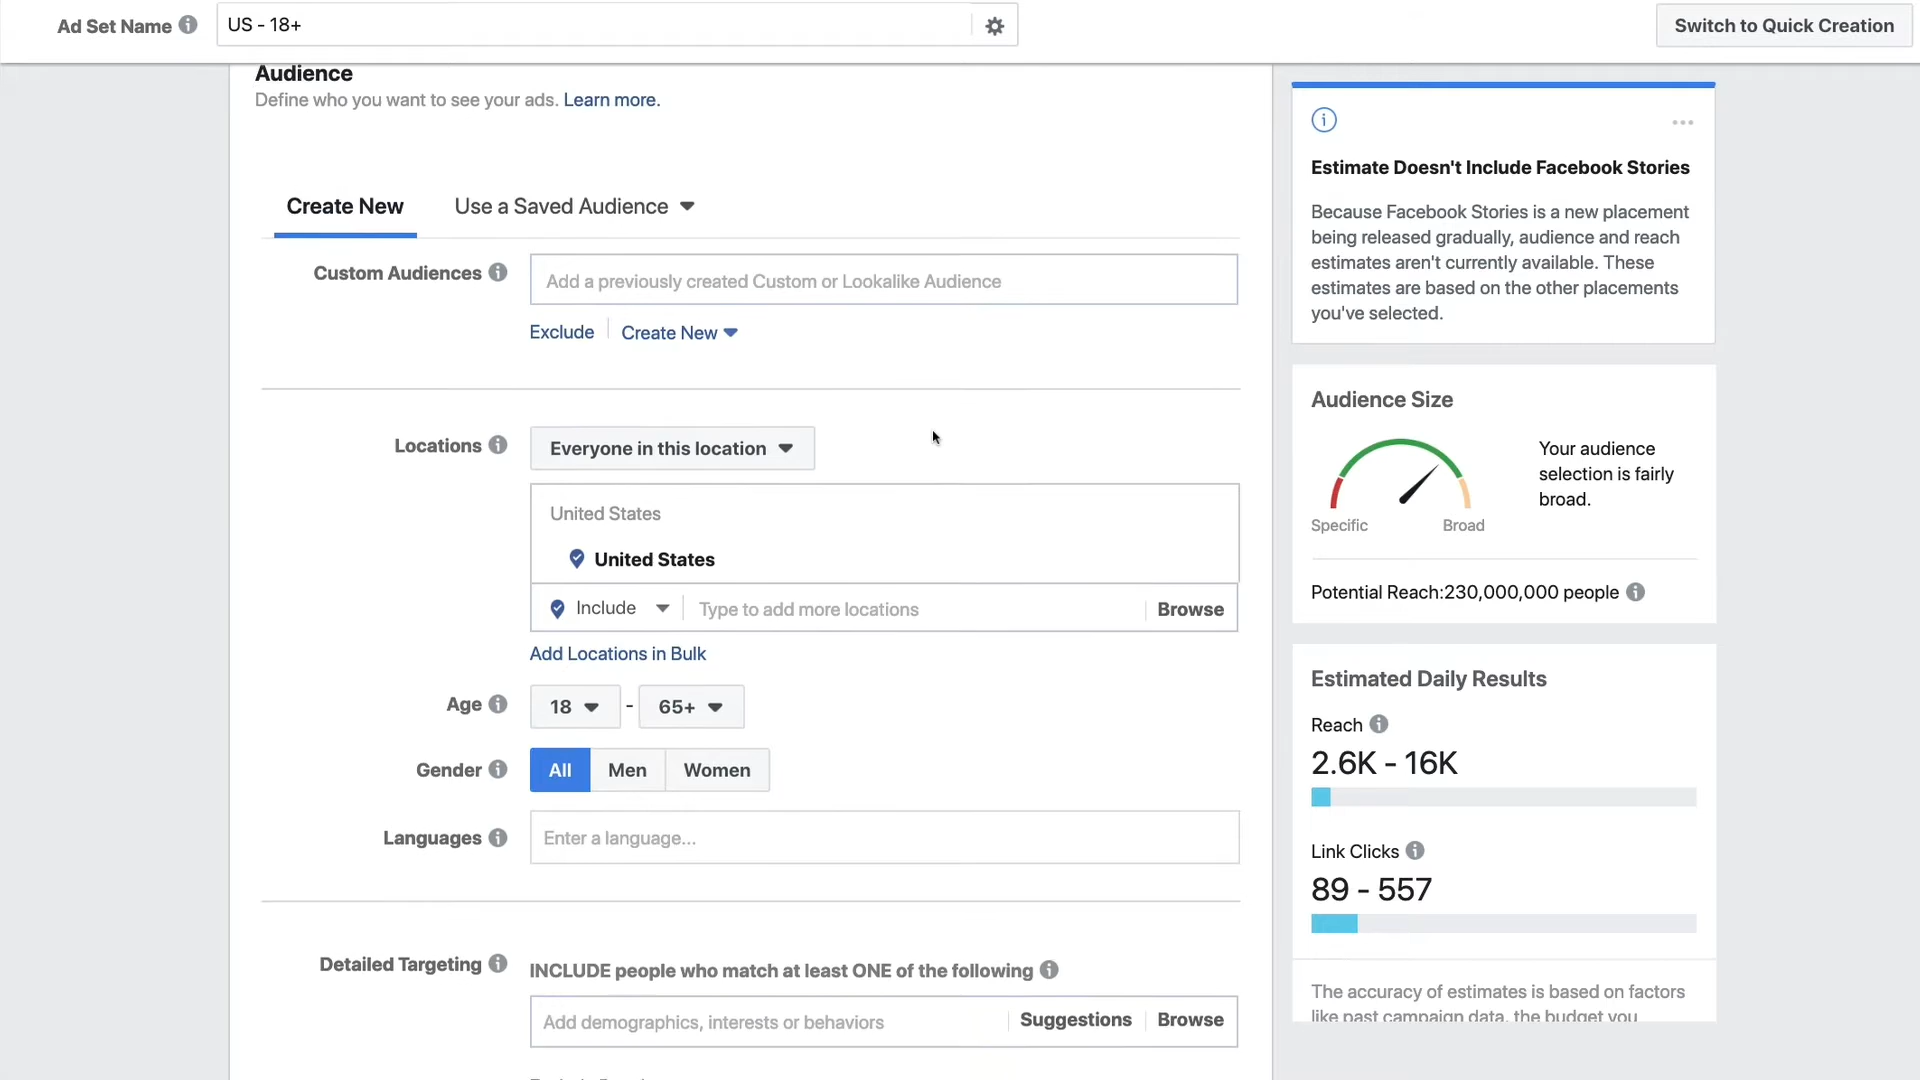 Ad Set Name
US - 18+
Switch to Quick Creation
Audience
Define who you want to see your ads. Learn more.
Create New
Use a Saved Audience
Custom Audiences
Add a previously created Custom or Lookalike Audience
Exclude
Create New
Locations
Everyone in this location
United States
United States
Include
Type to add more locations
Browse
Add Locations in Bulk
Age
18
-
65+
Gender
All
Men
Women
Languages
Enter a language...
Detailed Targeting
INCLUDE people who match at least ONE of the following
Add demographics, interests or behaviors
Suggestions
Browse
Estimate Doesn't Include Facebook Stories
Because Facebook Stories is a new placement
being released gradually, audience and reach
estimates aren't currently available. These
estimates are based on the other placements
you've selected.
Audience Size
Specific
Broad
Your audience
selection is fairly
broad.
Potential Reach:230,000,000 people
Estimated Daily Results
Reach
2.6K - 16K
Link Clicks
89 - 557
The accuracy of estimates is based on factors
like past campaign data, the budget you